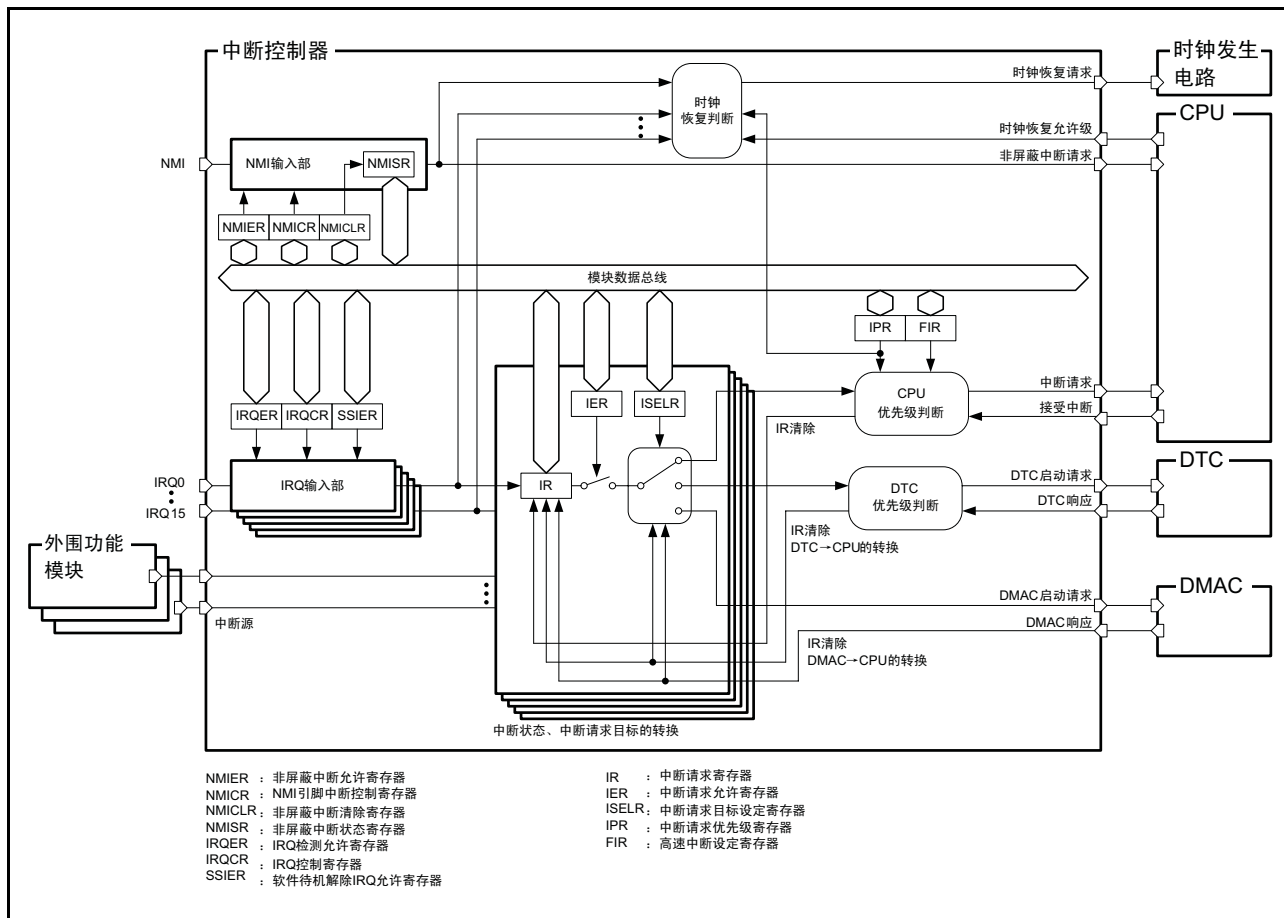 中断控制器
时钟发生
电路
时钟恢复请求
时钟
恢复判断
CPU
时钟恢复允许级
NMI
NMI输入部
NMISR
非屏蔽中断请求
NMIER
NMICR
NMICLR
模块数据总线
IPR
FIR
IRQER
IRQCR
SSIER
IER
ISELR
CPU
优先级判断
中断请求
接受中断
IR清除
IRQ0
IRQ15
IRQ输入部
IR
DTC
优先级判断
DTC启动请求
DTC响应
DTC
IR清除
DTC→CPU的转换
外围功能
模块
中断源
DMAC启动请求
DMAC响应
DMAC
IR清除
DMAC→CPU的转换
中断状态、中断请求目标的转换
NMIER : 非屏蔽中断允许寄存器
NMICR : NMI引脚中断控制寄存器
NMICLR : 非屏蔽中断清除寄存器
NMISR : 非屏蔽中断状态寄存器
IRQER : IRQ检测允许寄存器
IRQCR : IRQ控制寄存器
SSIER : 软件待机解除IRQ允许寄存器
IR : 中断请求寄存器
IER : 中断请求允许寄存器
ISELR : 中断请求目标设定寄存器
IPR : 中断请求优先级寄存器
FIR : 高速中断设定寄存器